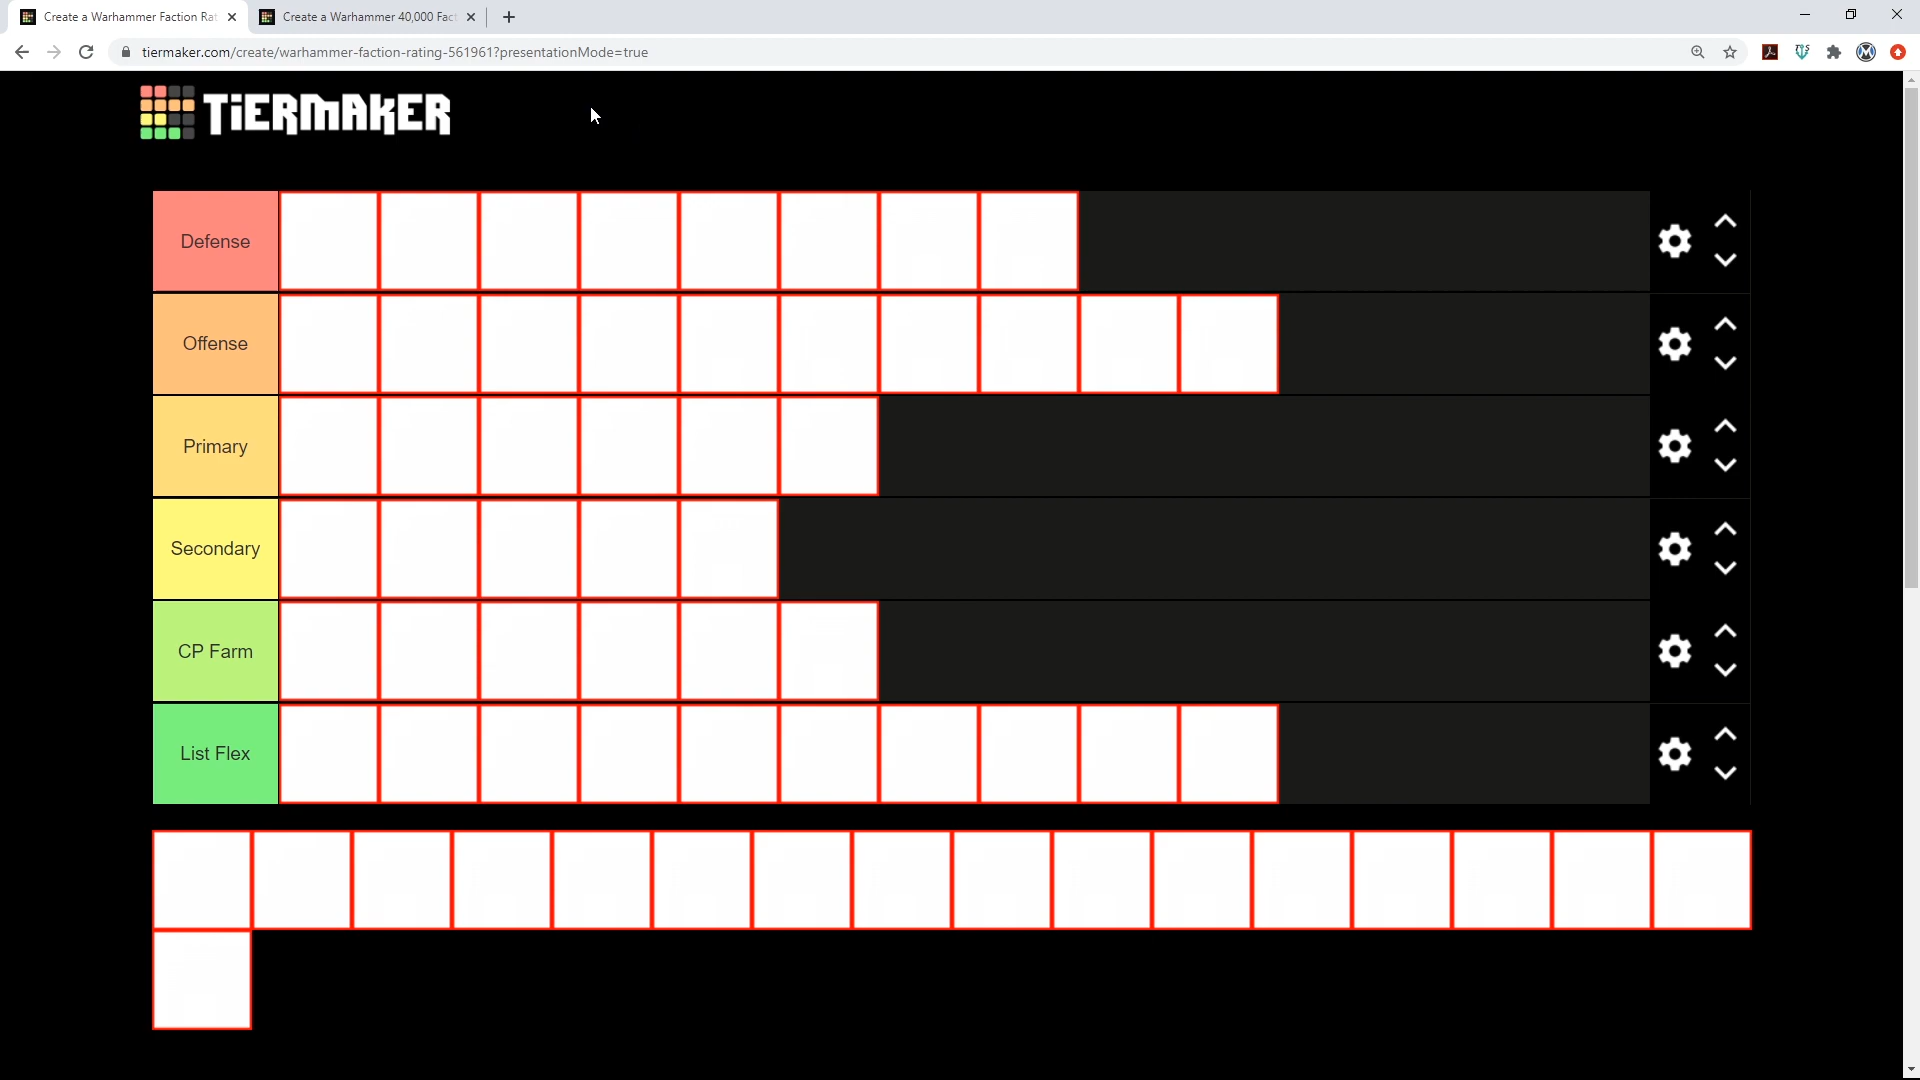 Create a Warhammer Faction Rat
Create a Warhammer 40,000 Fact
tiermaker.com/create/warhammer-faction-rating-561961?presentationMode=true
TiERMAKER
Defense
Offense
Primary
Secondary
CP Farm
List Flex